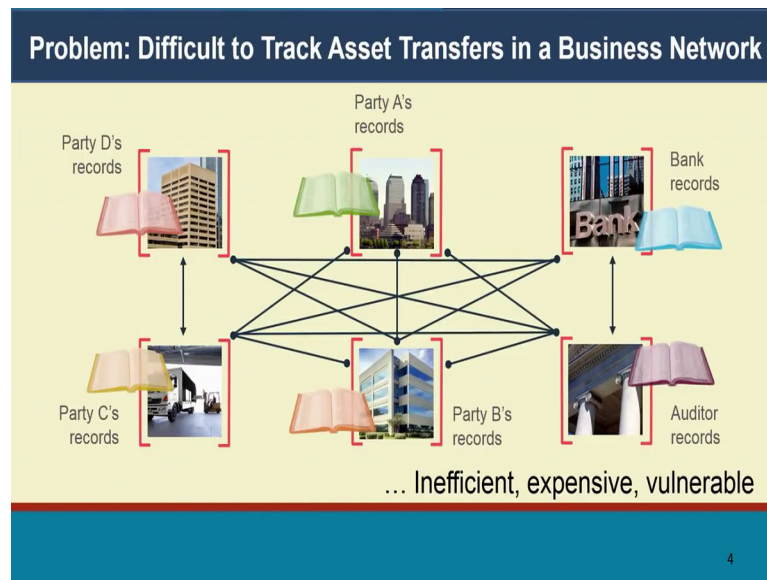 Problem: Difficult to Track Asset Transfers in a Business Network
Party A's
records
Party D's
records
Bank
records
Bank
Party C's
records
Party B's
records
Auditor
records
… Inefficient, expensive, vulnerable
4